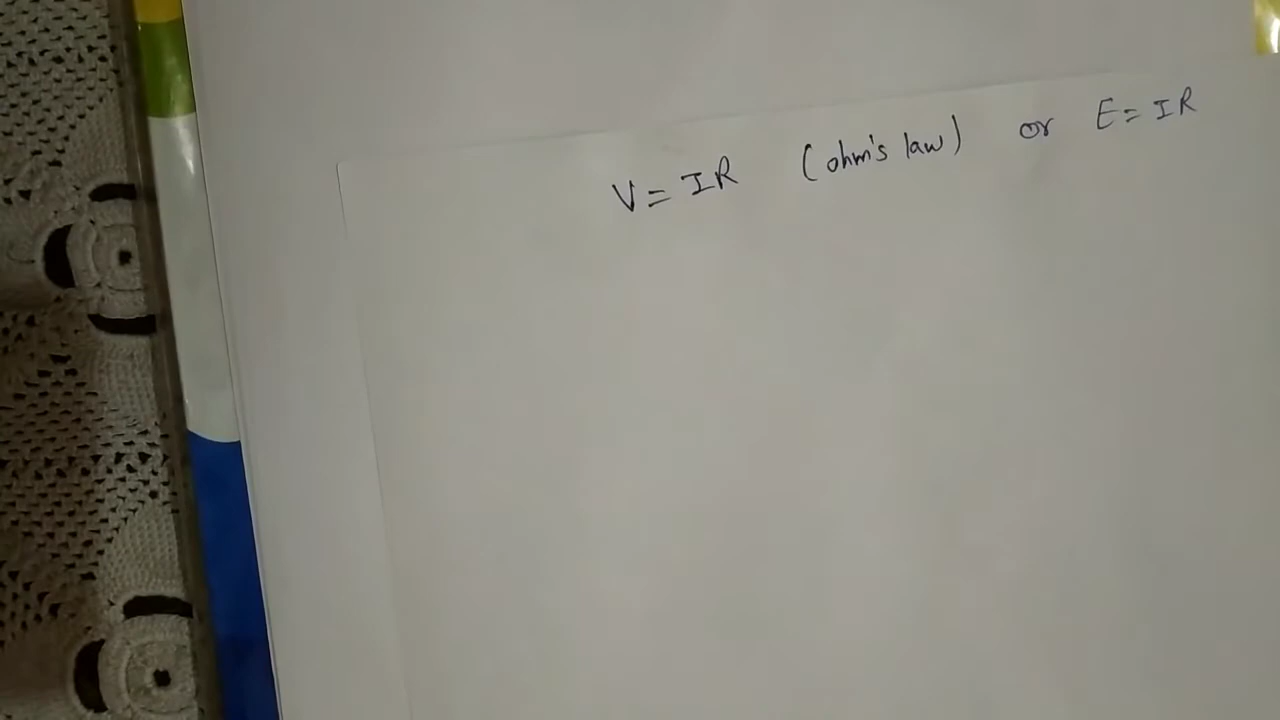 V = IR (ohm's law) or E = IR